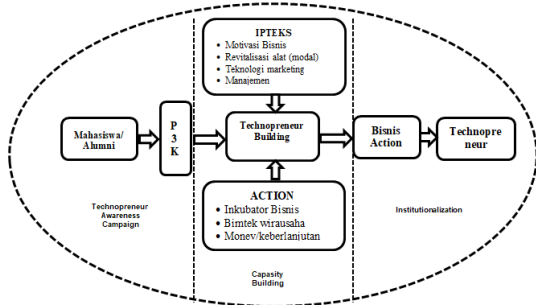 IPTEKS
• Motivasi Bisnis
• Revitalisasi alat (modal)
• Teknologi marketing
• Manajemen
Mahasiswa/
Alumni
P
3
K
Technopreneur
Building
Bisnis
Action
Technopre
neur
ACTION
• Inkubator Bisnis
• Bimtek wirausaha
• Monev/keberlanjutan
Technopreneur
Awareness
Campaign
Institutionalization
Capasity
Building